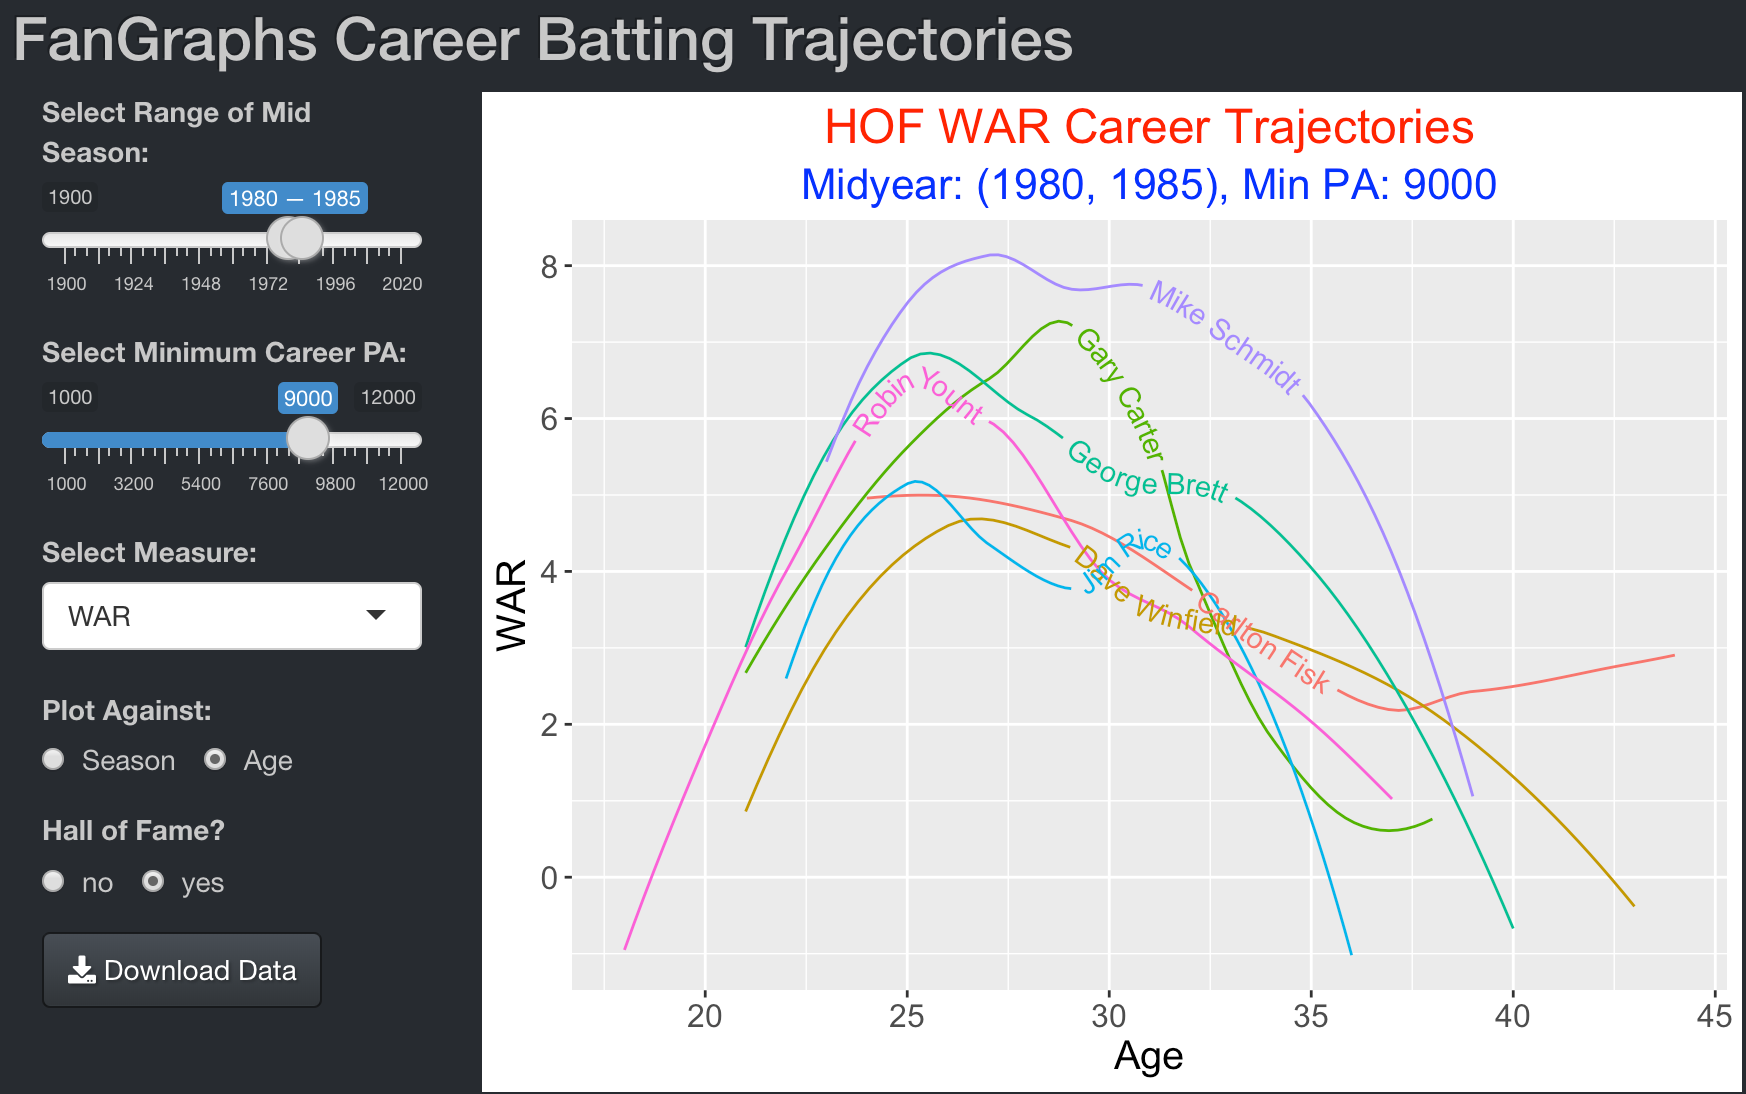 FanGraphs Career Batting Trajectories
Select Range of Mid
Season:
1900
1980 — 1985
1900 1924 1948 1972 1996 2020
Select Minimum Career PA:
1000
9000
12000
1000 3200 5400 7600 9800 12000
Select Measure:
WAR
Plot Against:
Season Age
Hall of Fame?
no yes
Download Data
HOF WAR Career Trajectories
Midyear: (1980, 1985), Min PA: 9000
WAR
8
6
4
2
0
Mike Schmidt
Gary Carter
Robin Yount
George Brett
Jim Rice
Dave Winfield
Carlton Fisk
20 25 30 35 40 45
Age